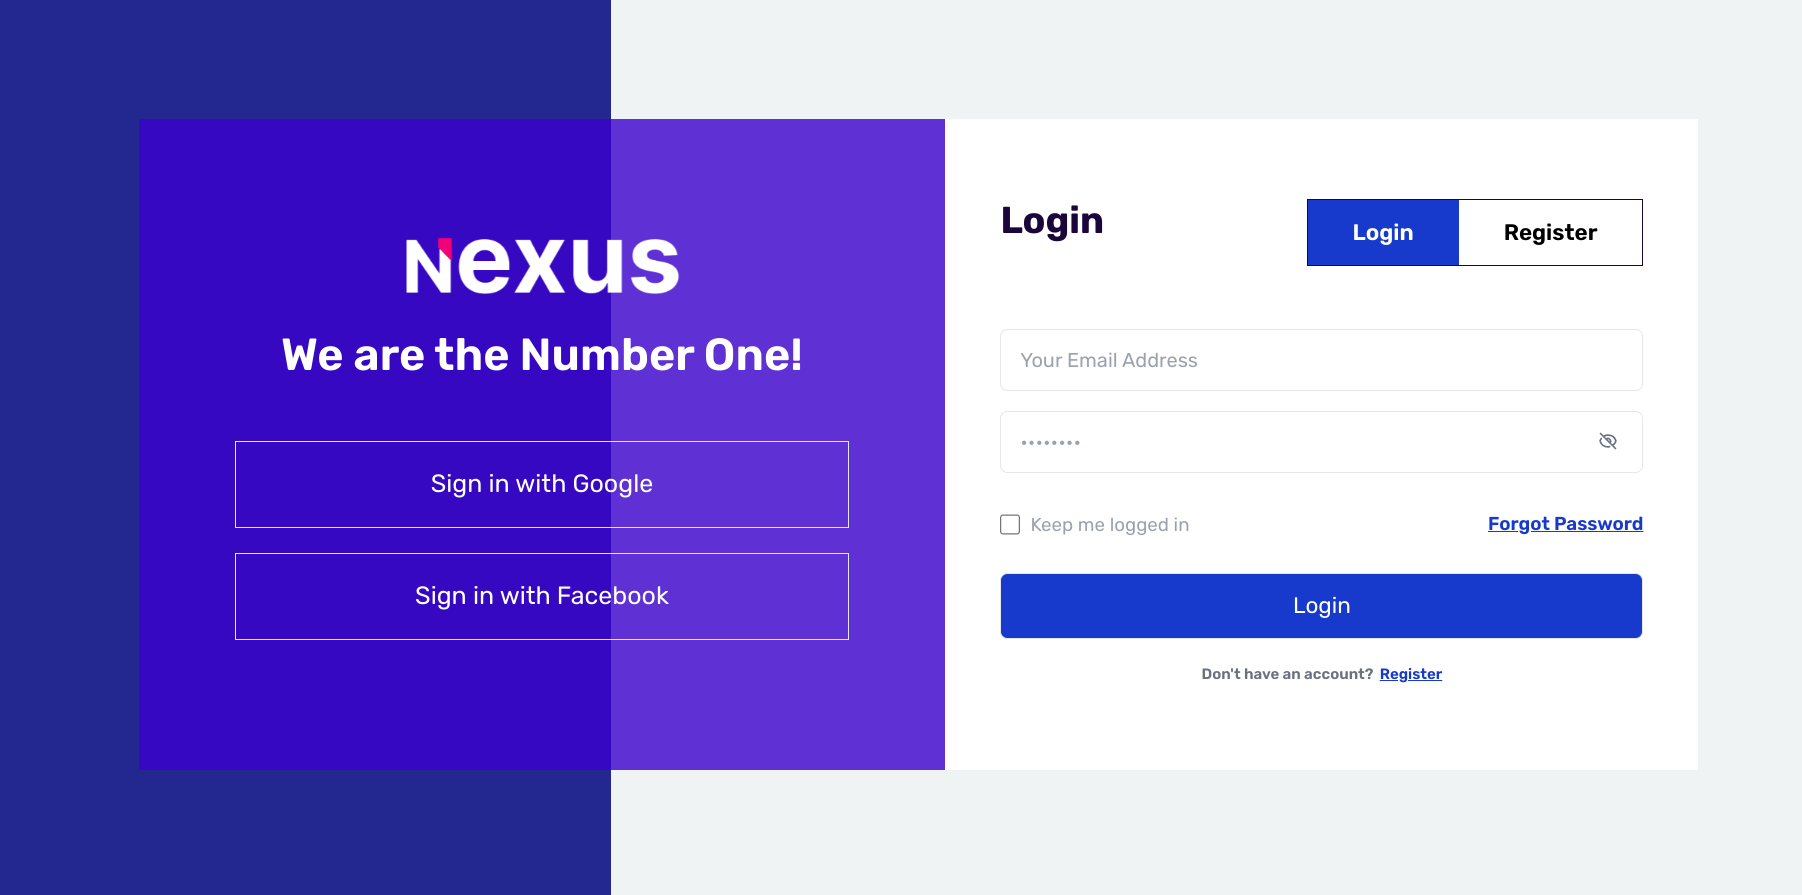 Nexus
We are the Number One!
Sign in with Google
Sign in with Facebook
Login
Login Register
Your Email Address
••••••••
Keep me logged in Forgot Password
Login
Don't have an account? Register